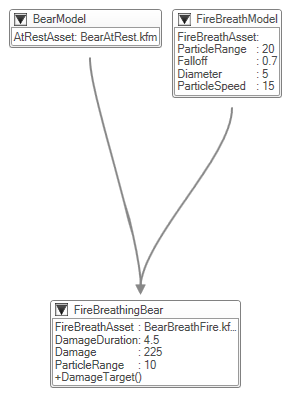 BearModel
AtRestAsset: BearAtRest.kfm
FireBreathModel
FireBreathAsset:
ParticleRange : 20
Falloff : 0.7
Diameter : 5
ParticleSpeed : 15
FireBreathingBear
FireBreathAsset : BearBreathFire.kf...
DamageDuration: 4.5
Damage : 225
ParticleRange : 10
+DamageTarget()